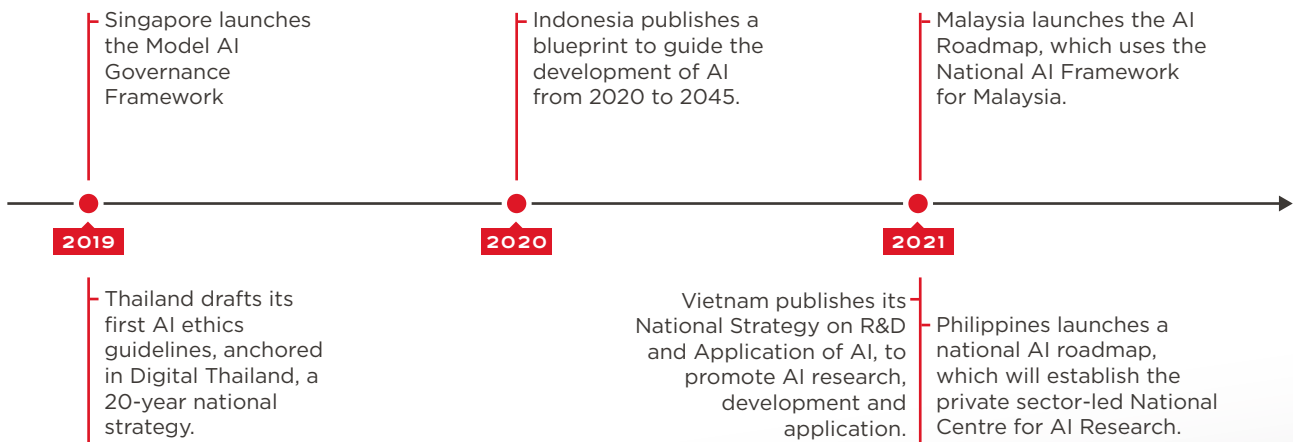 Singapore launches
the Model AI
Governance
Framework
Indonesia publishes a
blueprint to guide the
development of AI
from 2020 to 2045.
Malaysia launches the AI
Roadmap, which uses the
National AI Framework
for Malaysia.
2019
2020
2021
Thailand drafts its
first AI ethics
guidelines, anchored
in Digital Thailand, a
20-year national
strategy.
Vietnam publishes its
National Strategy on R&D
and Application of AI, to
promote AI research,
development and
application.
Philippines launches a
national AI roadmap,
which will establish the
private sector-led National
Centre for AI Research.